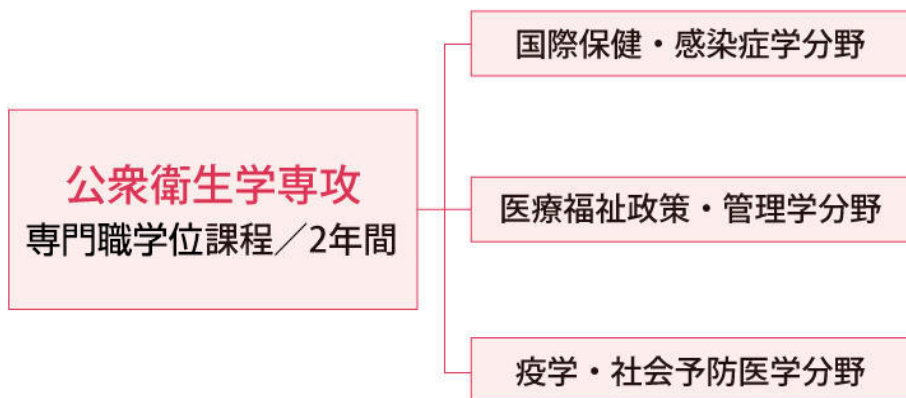 公衆衛生学専攻
専門職学位課程／2年間
国際保健・感染症学分野
医療福祉政策・管理学分野
疫学・社会予防医学分野